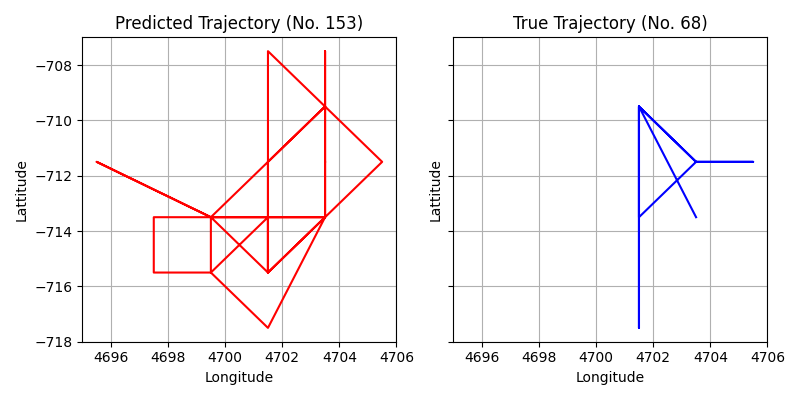 Predicted Trajectory (No. 153)
True Trajectory (No. 68)
−708
−710
−712
−714
−716
−718
Lattitude
Lattitude
4696 4698 4700 4702 4704 4706
4696 4698 4700 4702 4704 4706
Longitude
Longitude